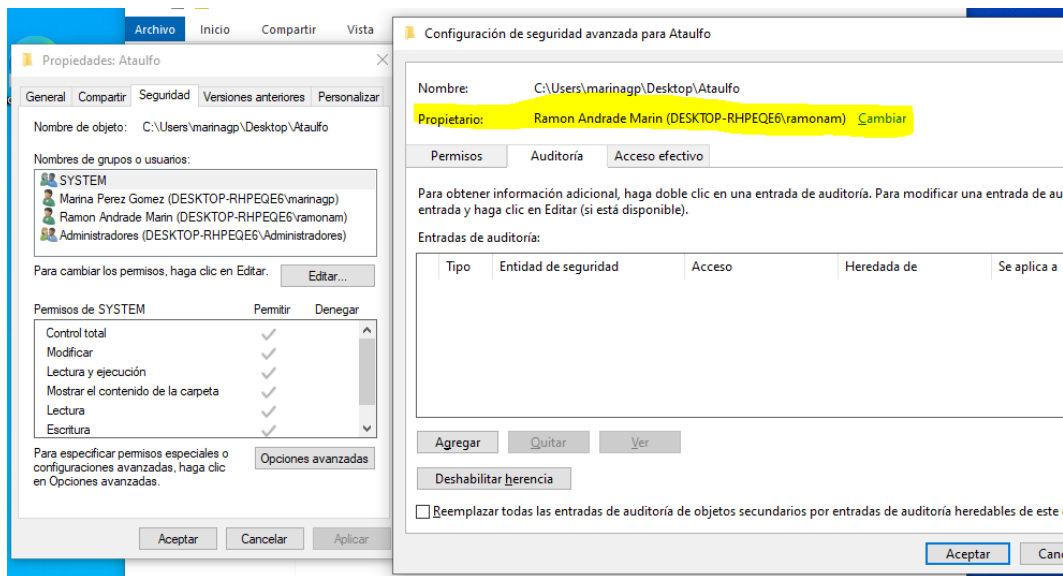 Archivo Inicio Compartir Vista
Propiedades: Ataulfo
General Compartir Seguridad Versiones anteriores Personalizar
Nombre de objeto: C:\Users\marinagp\Desktop\Ataulfo
Nombres de grupos o usuarios:
SYSTEM
Marina Perez Gomez (DESKTOP-RHPEQE6\marinagp)
Ramon Andrade Marin (DESKTOP-RHPEQE6\ramonam)
Administradores (DESKTOP-RHPEQE6\Administradores)
Para cambiar los permisos, haga clic en Editar. Editar...
Permisos de SYSTEM Permitir Denegar
Control total
Modificar
Lectura y ejecución
Mostrar el contenido de la carpeta
Lectura
Escritura
Para especificar permisos especiales o
configuraciones avanzadas, haga clic
en Opciones avanzadas.
Opciones avanzadas
Aceptar Cancelar Aplicar
Configuración de seguridad avanzada para Ataulfo
Nombre: C:\Users\marinagp\Desktop\Ataulfo
Propietario: Ramon Andrade Marin (DESKTOP-RHPEQE6\ramonam) Cambiar
Permisos Auditoría Acceso efectivo
Para obtener información adicional, haga doble clic en una entrada de auditoría. Para modificar una entrada de au
entrada y haga clic en Editar (si está disponible).
Entradas de auditoría:
Tipo Entidad de seguridad Acceso Heredada de Se aplica a
Agregar Quitar Ver
Deshabilitar herencia
Reemplazar todas las entradas de auditoría de objetos secundarios por entradas de auditoría heredables de este
Aceptar Can